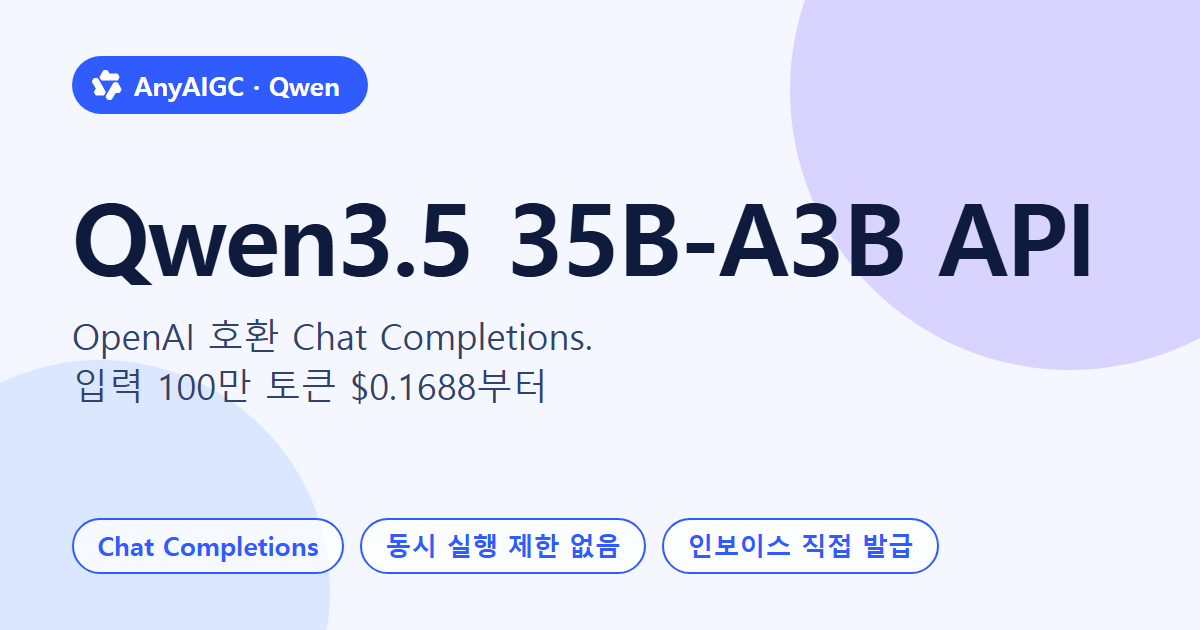 AnyAIGC · Qwen
Qwen3.5 35B-A3B API
OpenAI 호환 Chat Completions.
입력 100만 토큰 $0.1688부터
Chat Completions
동시 실행 제한 없음
인보이스 직접 발급